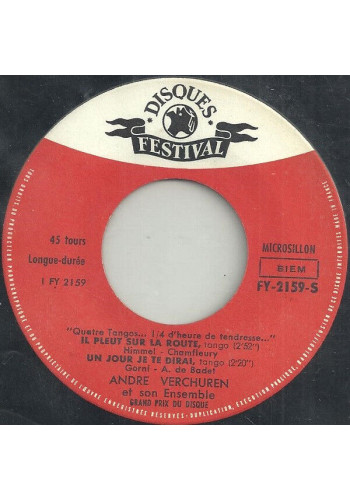 DISQUES
FESTIVAL
45 tours
Longue-durée
1 FY 2159
MICROSILLON
BIEM
FY-2159-S
"Quatre Tangos... 1/4 d'heure de tendresse..."
IL PLEUT SUR LA ROUTE, tango (2'52")
Himmel - Chamfleury
UN JOUR JE TE DIRAI, tango (2'20")
Gorni - A. de Badet
ANDRE VERCHUREN
et son Ensemble
GRAND PRIX DU DISQUE